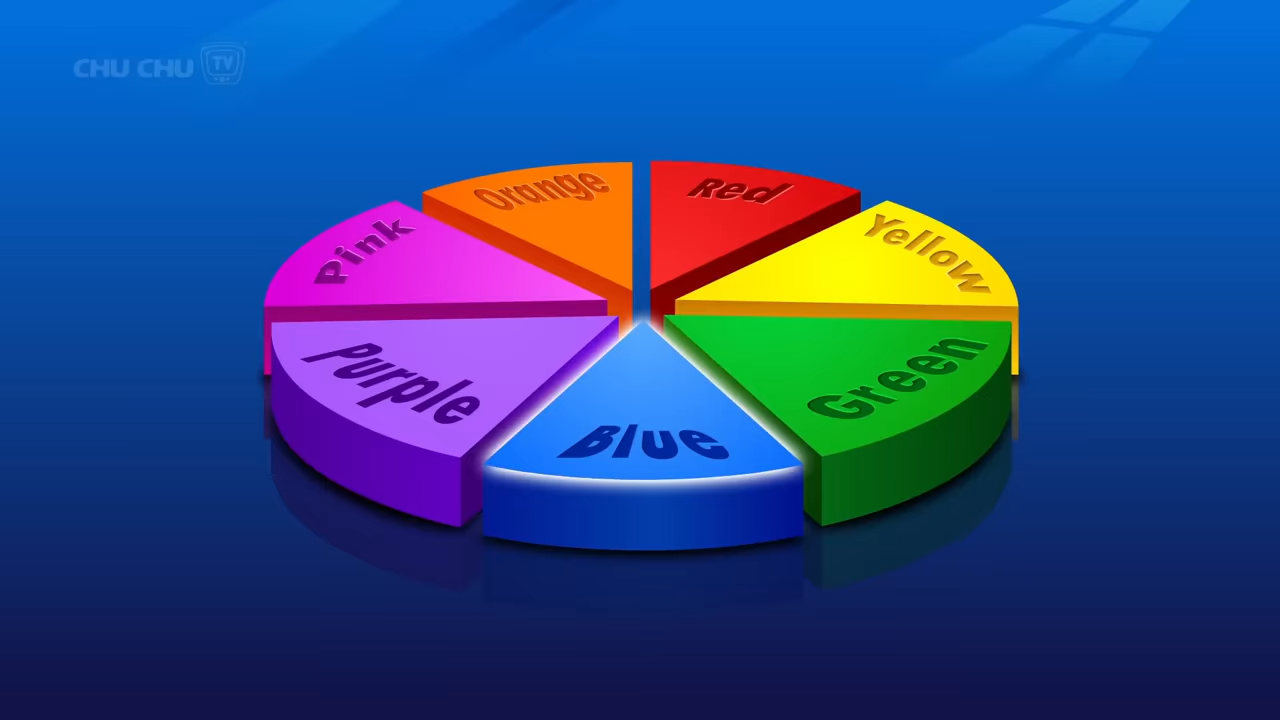 CHU CHU TV
Orange
Red
Pink
Yellow
Purple
Green
Blue